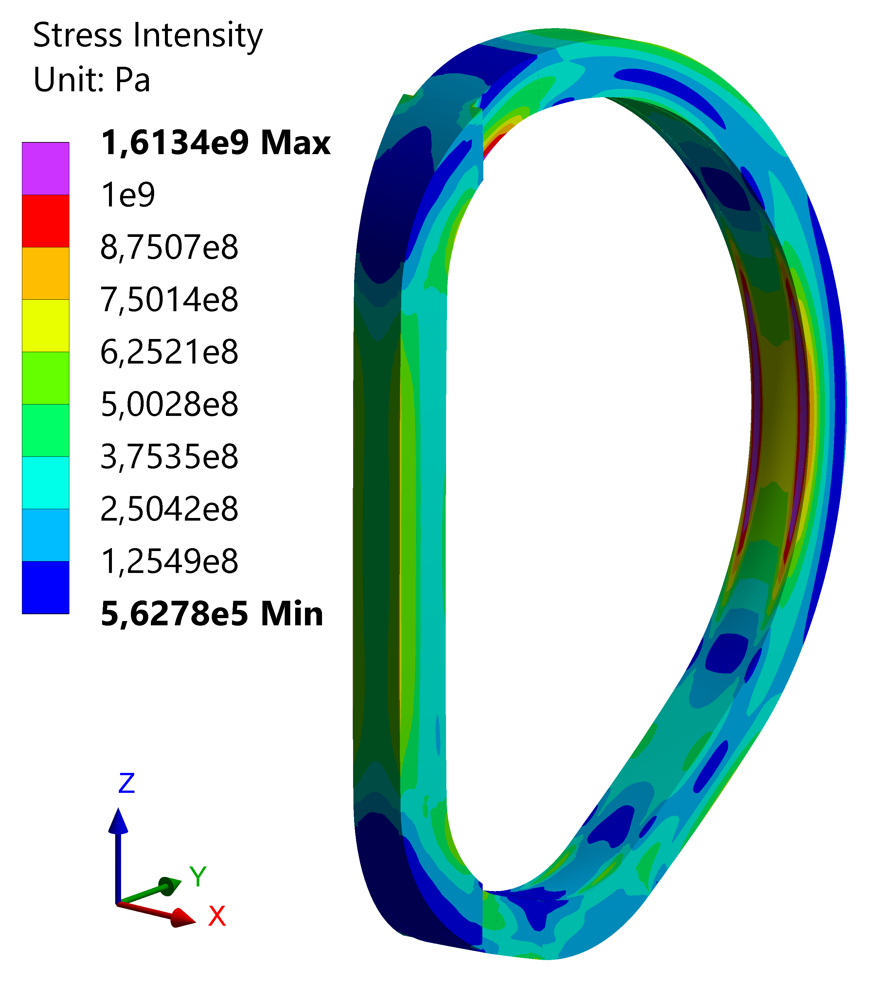 Stress Intensity
Unit: Pa
1,6134e9 Max
1e9
8,7507e8
7,5014e8
6,2521e8
5,0028e8
3,7535e8
2,5042e8
1,2549e8
5,6278e5 Min
Z
Y
X